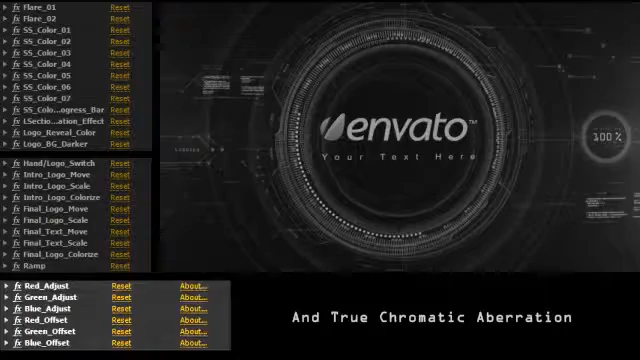 fx Flare_01 Reset
fx Flare_02 Reset
fx SS_Color_01 Reset
fx SS_Color_02 Reset
fx SS_Color_03 Reset
fx SS_Color_04 Reset
fx SS_Color_05 Reset
fx SS_Color_06 Reset
fx SS_Color_07 Reset
fx SS_Colo...ogress_Bar Reset
fx LSection...ation_Effect Reset
fx Logo_Reveal_Color Reset
fx Logo_BG_Darker Reset
fx Hand/Logo_Switch Reset
fx Intro_Logo_Move Reset
fx Intro_Logo_Scale Reset
fx Intro_Logo_Colorize Reset
fx Final_Logo_Move Reset
fx Final_Logo_Scale Reset
fx Final_Text_Move Reset
fx Final_Text_Scale Reset
fx Final_Logo_Colorize Reset
fx Ramp Reset
fx Red_Adjust Reset About...
fx Green_Adjust Reset About...
fx Blue_Adjust Reset About...
fx Red_Offset Reset About...
fx Green_Offset Reset About...
fx Blue_Offset Reset About...
envato™
Your Text Here
100%
And True Chromatic Aberration